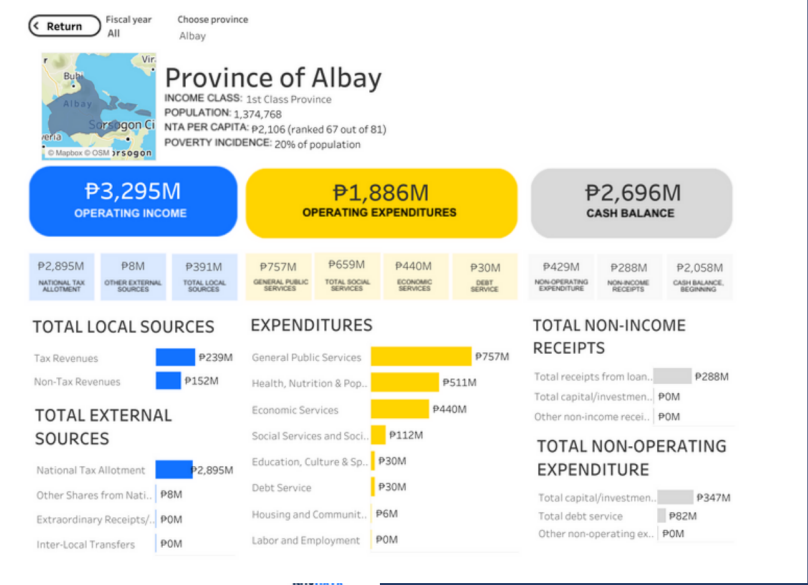 Return
Fiscal year
All
Choose province
Albay
Vir
Bulu
Albay
Sorsogon Ci
© Mapbox © OSM
orsogon
Province of Albay
INCOME CLASS: 1st Class Province
POPULATION: 1,374,768
NTA PER CAPITA: ₱2,106 (ranked 67 out of 81)
POVERTY INCIDENCE: 20% of population
₱3,295M
OPERATING INCOME
₱1,886M
OPERATING EXPENDITURES
₱2,696M
CASH BALANCE
₱2,895M
NATIONAL TAX
ALLOTMENT
₱8M
OTHER EXTERNAL
SOURCES
₱391M
TOTAL LOCAL
SOURCES
₱757M
GENERAL PUBLIC
SERVICES
₱659M
TOTAL SOCIAL
SERVICES
₱440M
ECONOMIC
SERVICES
₱30M
DEBT
SERVICE
₱429M
NON-OPERATING
EXPENDITURE
₱288M
NON-INCOME
RECEIPTS
₱2,058M
CASH BALANCE,
BEGINNING
TOTAL LOCAL SOURCES
Tax Revenues ₱239M
Non-Tax Revenues ₱152M
TOTAL EXTERNAL
SOURCES
National Tax Allotment ₱2,895M
Other Shares from Nati.. ₱8M
Extraordinary Receipts/.. ₱0M
Inter-Local Transfers ₱0M
EXPENDITURES
General Public Services ₱757M
Health, Nutrition & Pop.. ₱511M
Economic Services ₱440M
Social Services and Soci.. ₱112M
Education, Culture & Sp.. ₱30M
Debt Service ₱30M
Housing and Communit.. ₱6M
Labor and Employment ₱0M
TOTAL NON-INCOME
RECEIPTS
Total receipts from loan.. ₱288M
Total capital/investmen.. ₱0M
Other non-income recei.. ₱0M
TOTAL NON-OPERATING
EXPENDITURE
Total capital/investmen.. ₱347M
Total debt service ₱82M
Other non-operating ex.. ₱0M